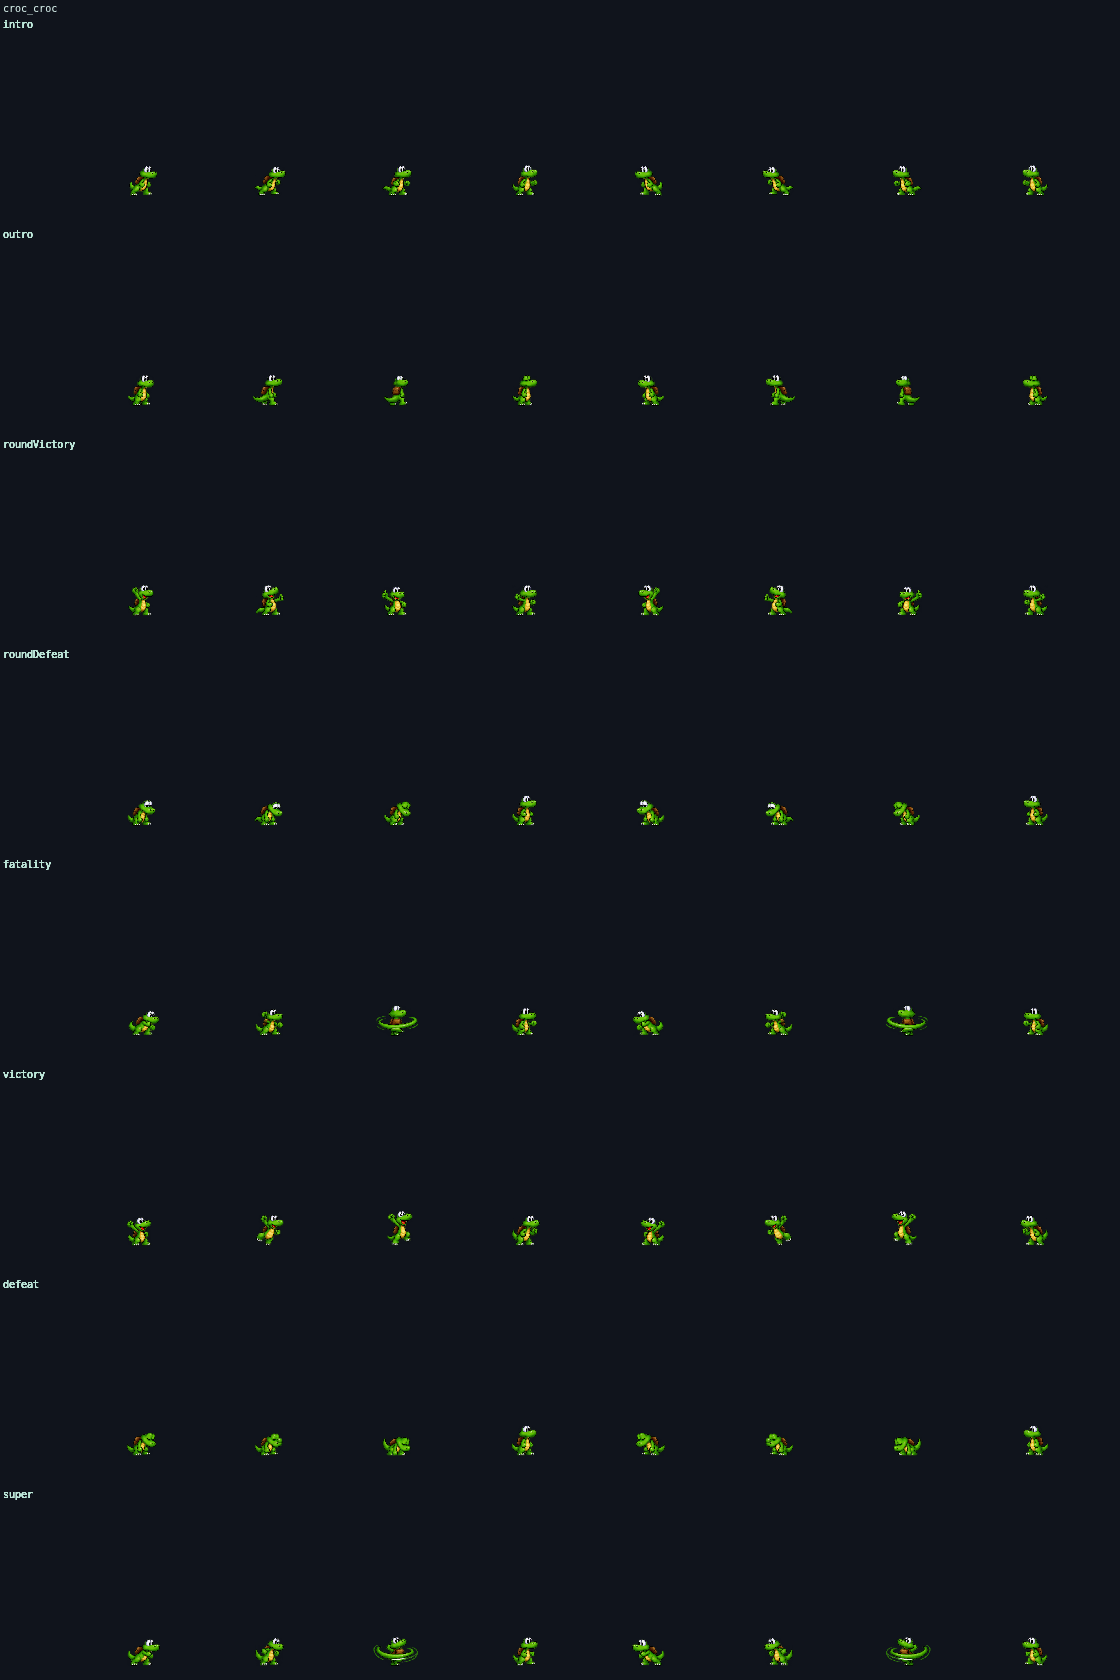 croc_croc
intro
outro
roundVictory
roundDefeat
fatality
victory
defeat
super